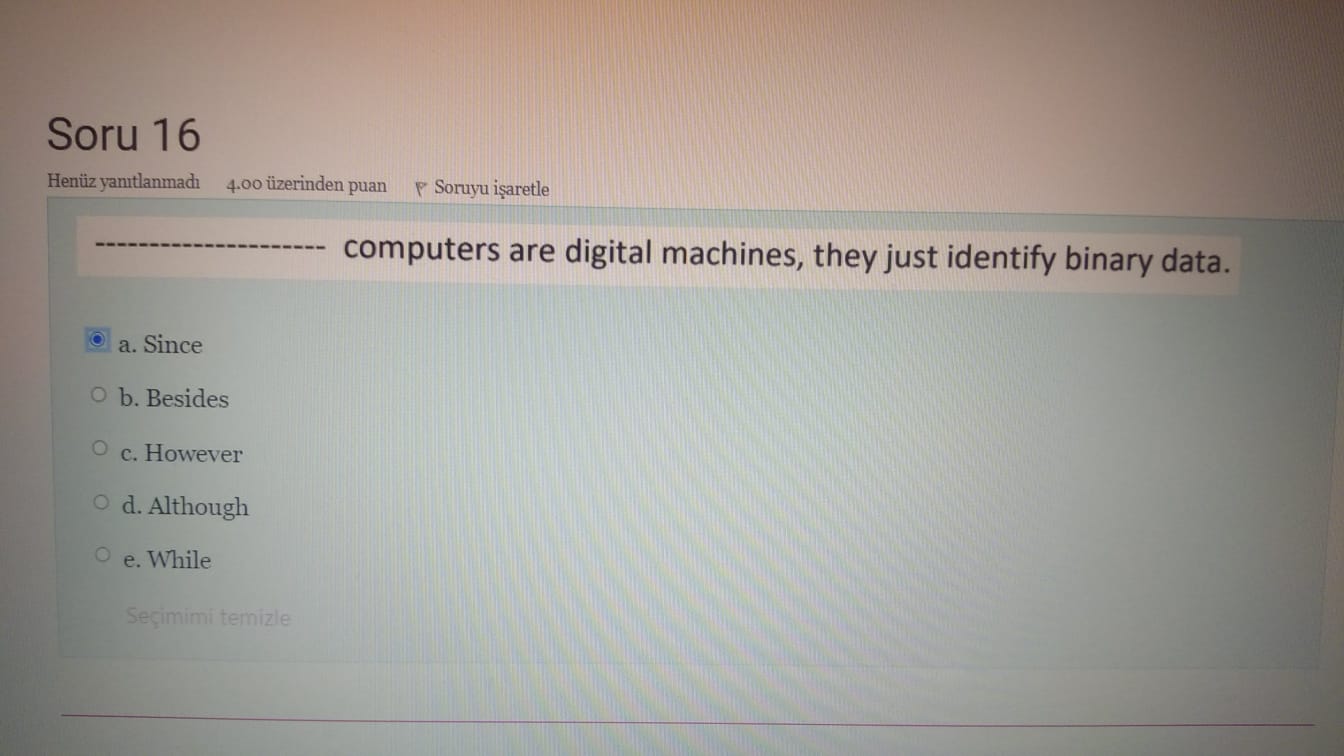 Soru 16
Henüz yanıtlanmadı 4.00 üzerinden puan Soruyu işaretle
--------------------- computers are digital machines, they just identify binary data.
a. Since
b. Besides
c. However
d. Although
e. While
Seçimimi temizle